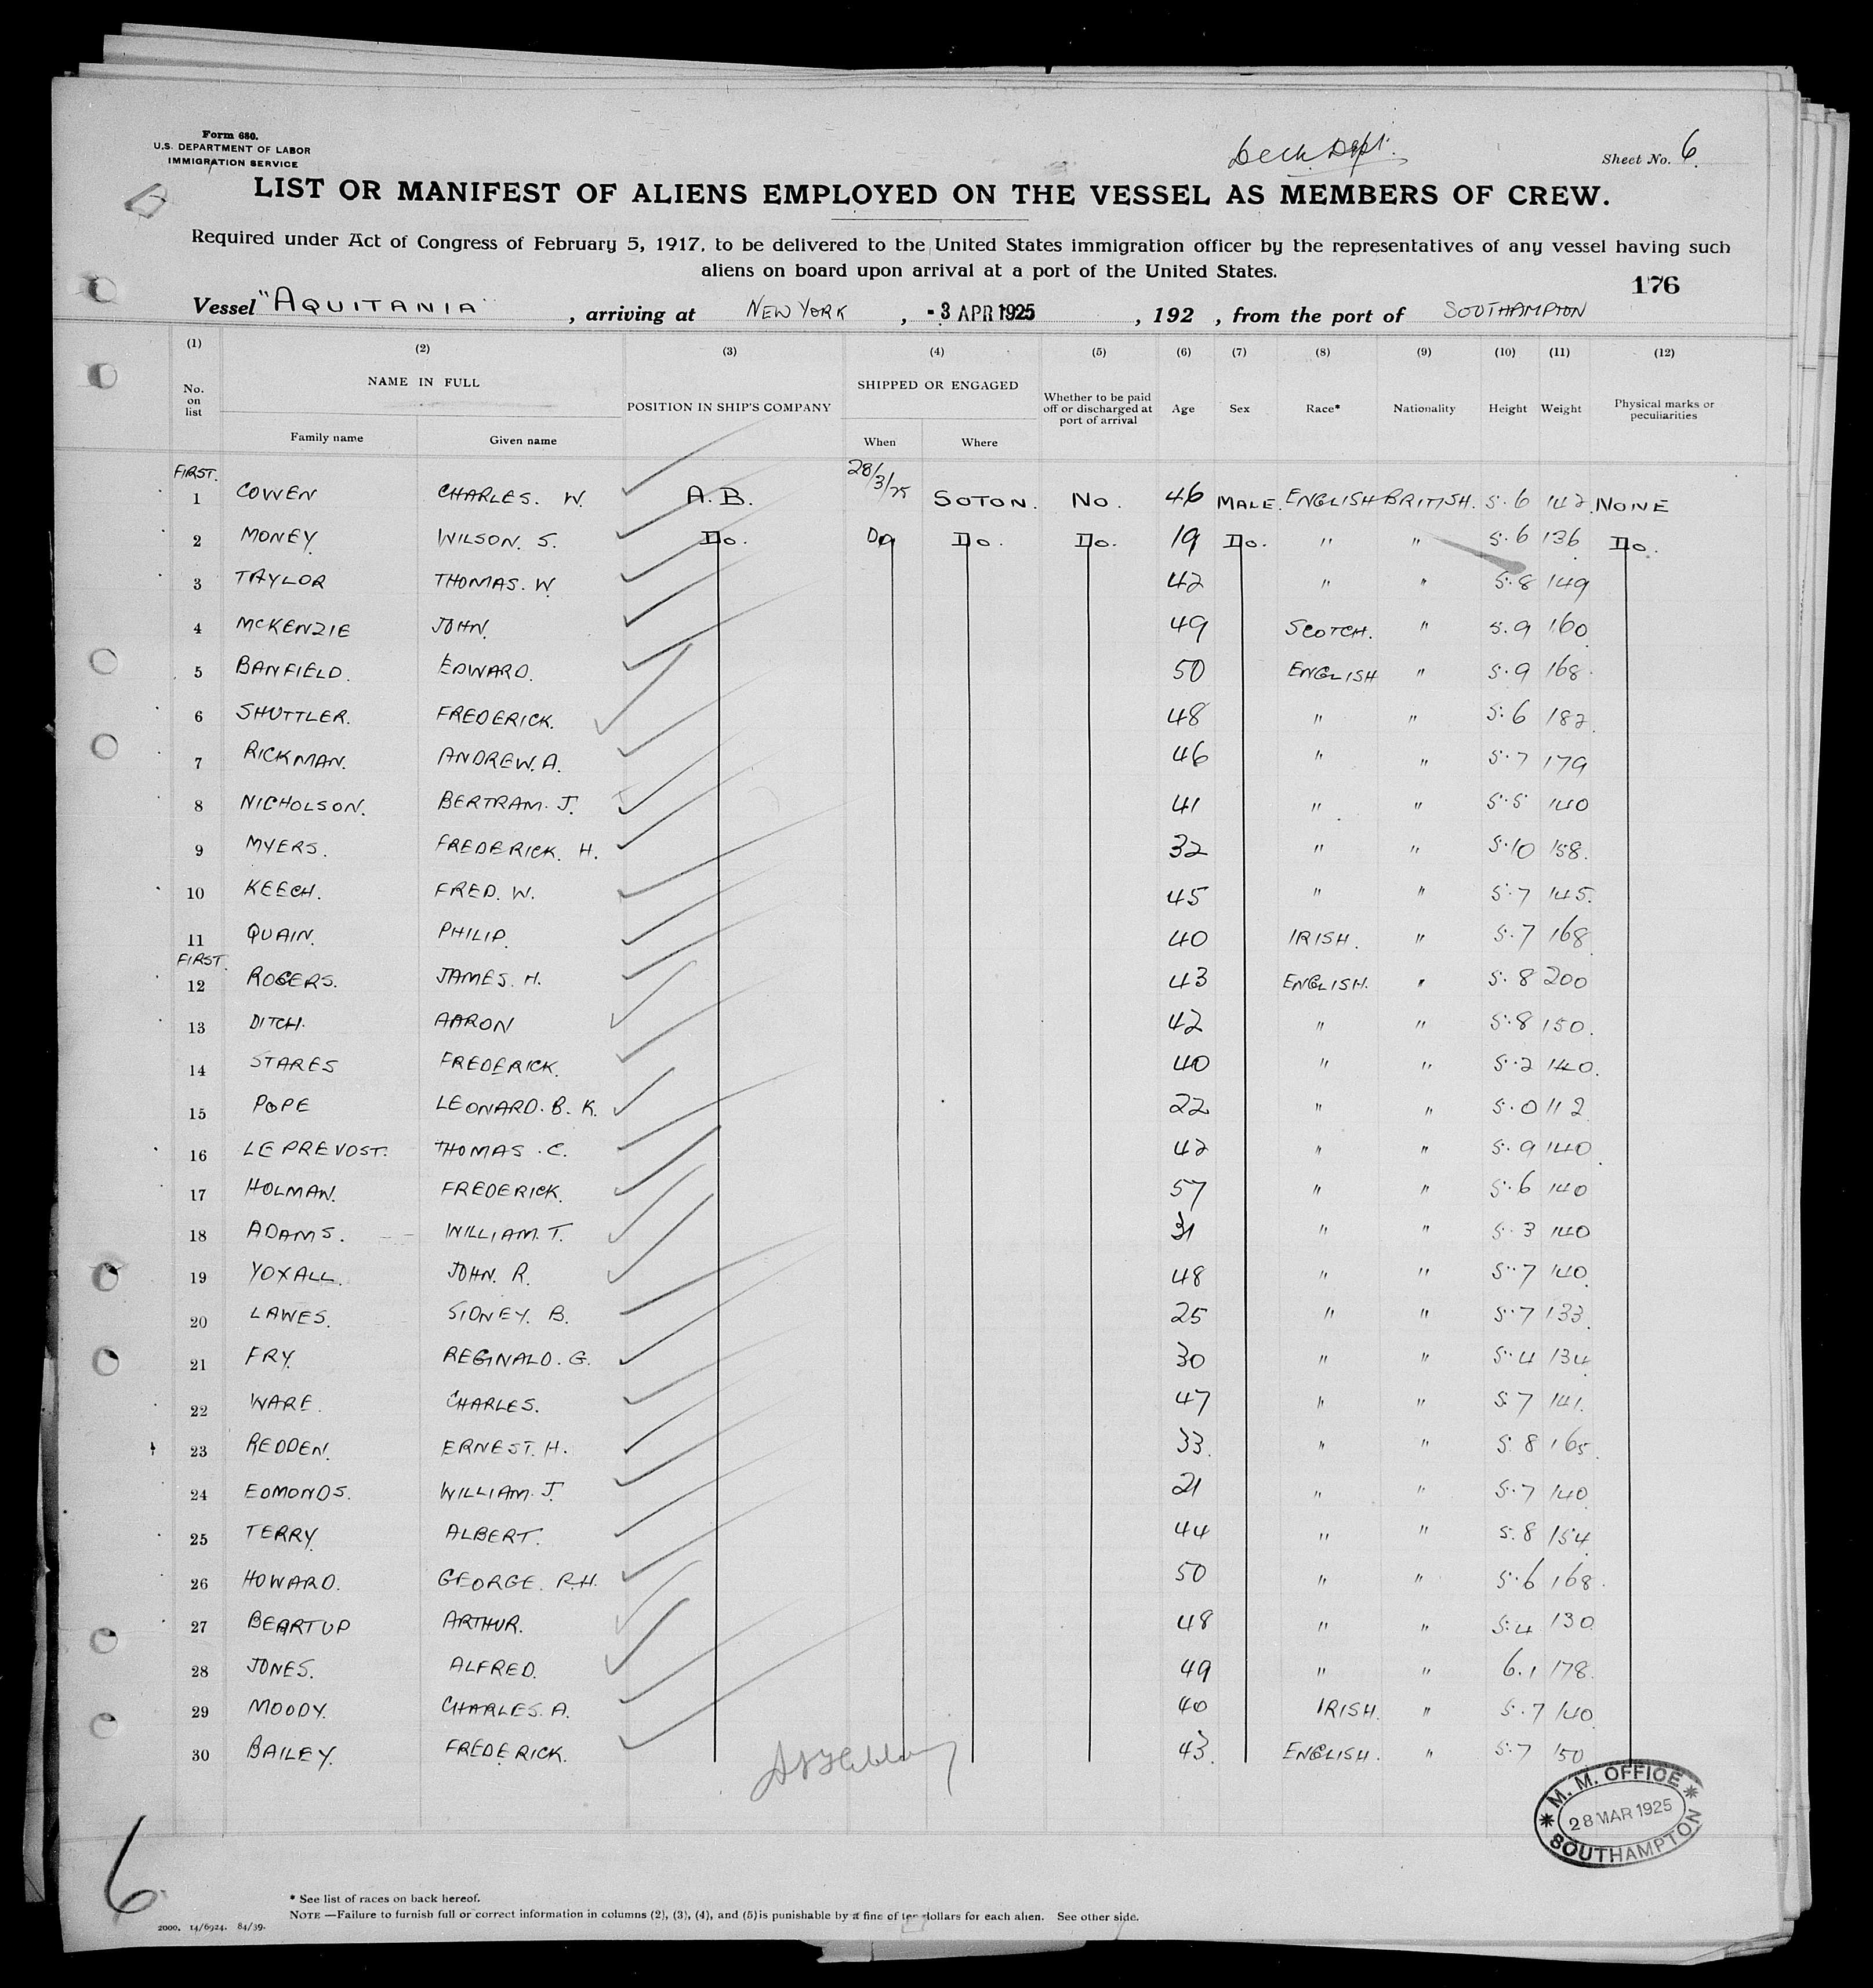 Form 680.
U.S. DEPARTMENT OF LABOR
IMMIGRATION SERVICE
Deck Dept.
Sheet No. 6.
LIST OR MANIFEST OF ALIENS EMPLOYED ON THE VESSEL AS MEMBERS OF CREW.
Required under Act of Congress of February 5, 1917, to be delivered to the United States immigration officer by the representatives of any vessel having such
aliens on board upon arrival at a port of the United States.
176
Vessel "AQUITANIA", arriving at NEW YORK, - 3 APR 1925, 192 , from the port of SOUTHAMPTON
(1) (2) (3) (4) (5) (6) (7) (8) (9) (10) (11) (12)
No. on list NAME IN FULL Family name Given name POSITION IN SHIP'S COMPANY SHIPPED OR ENGAGED When Where Whether to be paid off or discharged at port of arrival Age Sex Race* Nationality Height Weight Physical marks or peculiarities
FIRST.
1 COWEN CHARLES. W. A.B. 28/3/25 SOTON. No. 46 MALE. ENGLISH BRITISH. 5.6 142. NONE
2 MONEY. WILSON. S. Do. Do Do. Do. 19 Do. " " 5.6 136 Do.
3 TAYLOR THOMAS. W. 42 " " 5.8 149
4 McKENZIE JOHN. 49 SCOTCH. " 5.9 160
5 BANFIELD. EDWARD. 50 ENGLISH " 5.9 168.
6 SHUTTLER. FREDERICK. 48 " " 5.6 182.
7 RICKMAN. ANDREW. A. 46 " " 5.7 179
8 NICHOLSON. BERTRAM. J. 41 " " 5.5 140
9 MYERS. FREDERICK. H. 32 " " 5.10 158.
10 KEECH. FRED. W. 45 " " 5.7 145.
11 QUAIN. PHILIP. 40 IRISH. " 5.7 168
FIRST.
12 ROGERS. JAMES. H. 43 ENGLISH. " 5.8 200
13 DITCH. AARON 42 " " 5.8 150.
14 STARES FREDERICK. 40 " " 5.2 140.
15 POPE LEONARD. B. K. 22 " " 5.0 112
16 LE PREVOST. THOMAS. C. 42 " " 5.9 140.
17 HOLMAN. FREDERICK. 57 " " 5.6 140
18 ADAMS. WILLIAM. T. 31 " " 5.3 140
19 YOXALL. JOHN. R. 48 " " 5.7 140.
20 LAWES. SIDNEY. B. 25 " " 5.7 133.
21 FRY. REGINALD. G. 30 " " 5.4 134
22 WARE. CHARLES. 47 " " 5.7 141.
23 REDDEN. ERNEST. H. 33. " " 5.8 165.
24 EDMONDS. WILLIAM. J. 21 " " 5.7 140
25 TERRY. ALBERT. 44 " " 5.8 154
26 HOWARD. GEORGE. R.H. 50 " " 5.6 168.
27 BEARTUP ARTHUR. 48 " " 5.4 130
28 JONES. ALFRED. 49 " " 6.1 178.
29 MOODY. CHARLES. A. 40 IRISH. " 5.7 140
30 BAILEY. FREDERICK. 43. ENGLISH. " 5.7 150
* M. M. OFFICE *
28 MAR 1925
SOUTHAMPTON
6
* See list of races on back hereof.
NOTE —Failure to furnish full or correct information in columns (2), (3), (4), and (5) is punishable by a fine of ten dollars for each alien. See other side.
2000. 14/6924. 84/39.